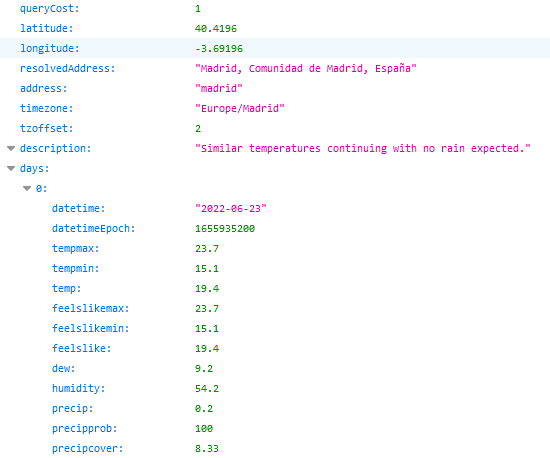 queryCost: 1
latitude: 40.4196
longitude: -3.69196
resolvedAddress: "Madrid, Comunidad de Madrid, España"
address: "madrid"
timezone: "Europe/Madrid"
tzoffset: 2
description: "Similar temperatures continuing with no rain expected."
days:
0:
datetime: "2022-06-23"
datetimeEpoch: 1655935200
tempmax: 23.7
tempmin: 15.1
temp: 19.4
feelslikemax: 23.7
feelslikemin: 15.1
feelslike: 19.4
dew: 9.2
humidity: 54.2
precip: 0.2
precipprob: 100
precipcover: 8.33